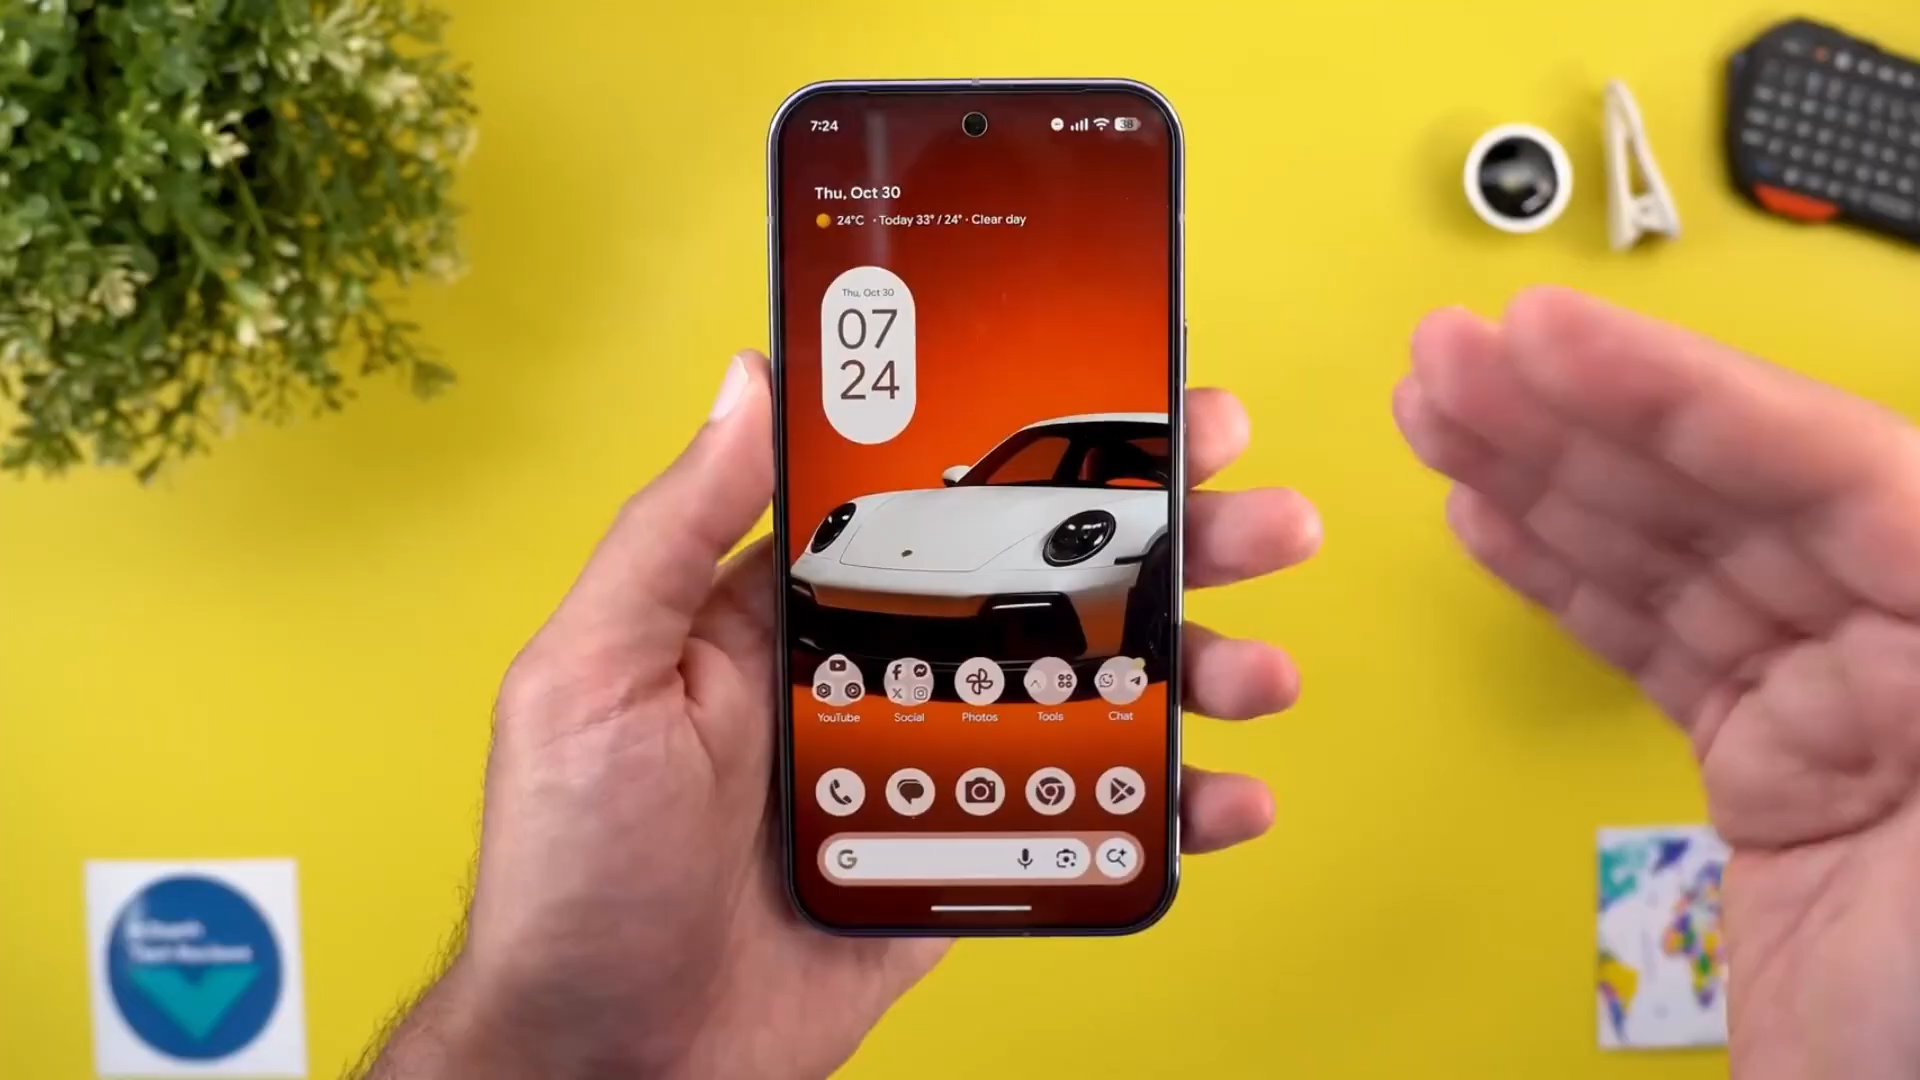 7:24
38
Thu, Oct 30
24°C · Today 33° / 24° · Clear day
Thu, Oct 30
07
24
YouTube
Social
Photos
Tools
Chat